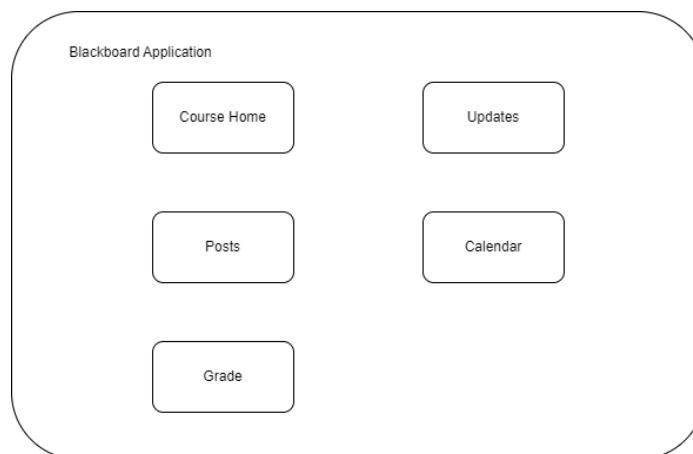 Blackboard Application
Course Home
Updates
Posts
Calendar
Grade